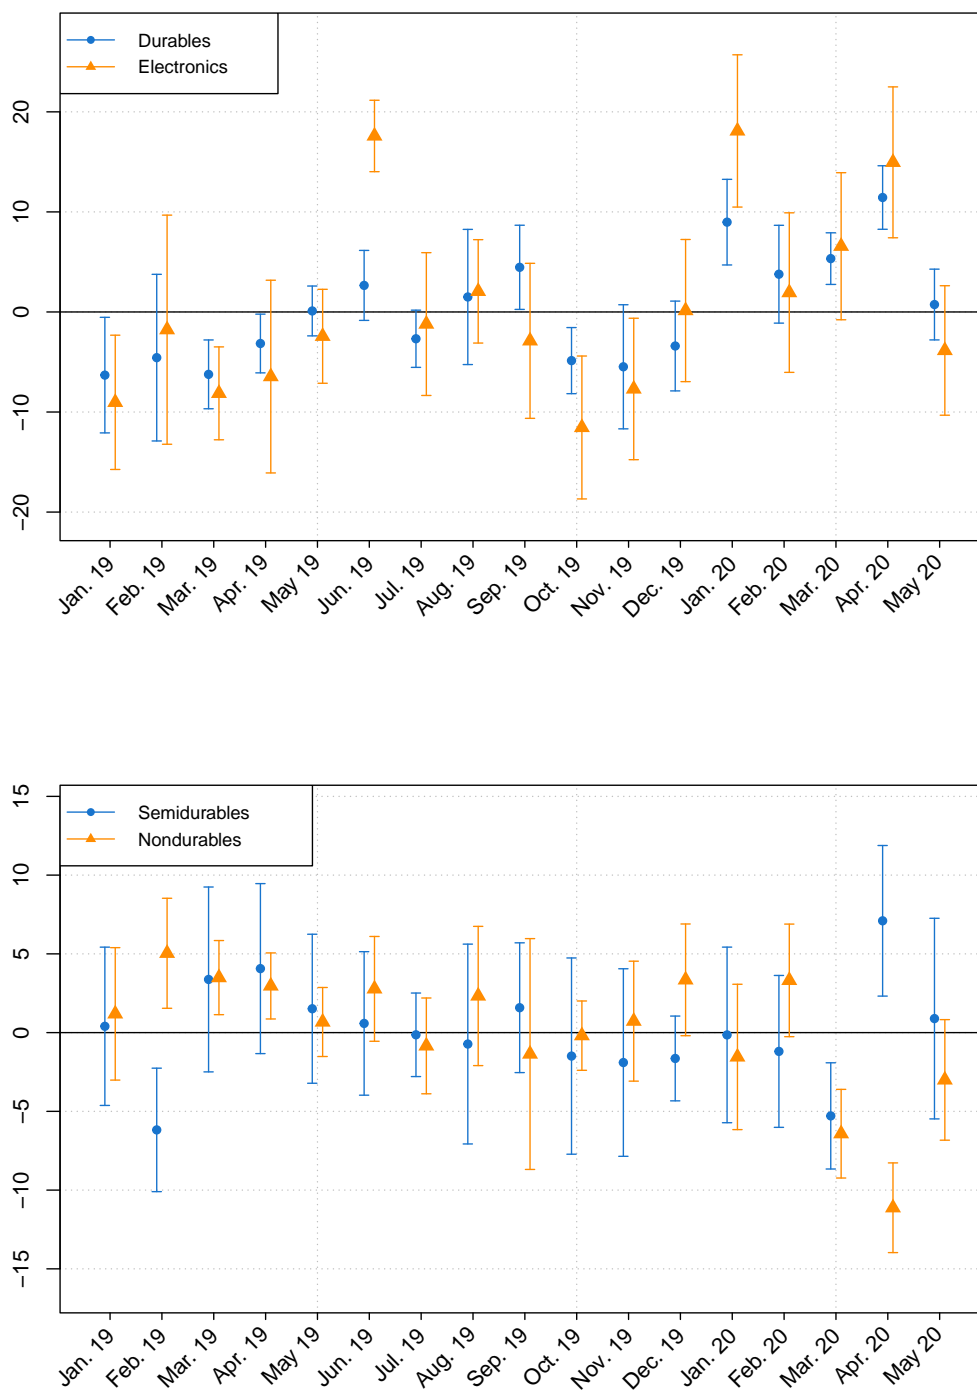 Durables
Electronics
20
10
0
−10
−20
Jan. 19
Feb. 19
Mar. 19
Apr. 19
May 19
Jun. 19
Jul. 19
Aug. 19
Sep. 19
Oct. 19
Nov. 19
Dec. 19
Jan. 20
Feb. 20
Mar. 20
Apr. 20
May 20
Semidurables
Nondurables
15
10
5
0
−5
−10
−15
Jan. 19
Feb. 19
Mar. 19
Apr. 19
May 19
Jun. 19
Jul. 19
Aug. 19
Sep. 19
Oct. 19
Nov. 19
Dec. 19
Jan. 20
Feb. 20
Mar. 20
Apr. 20
May 20